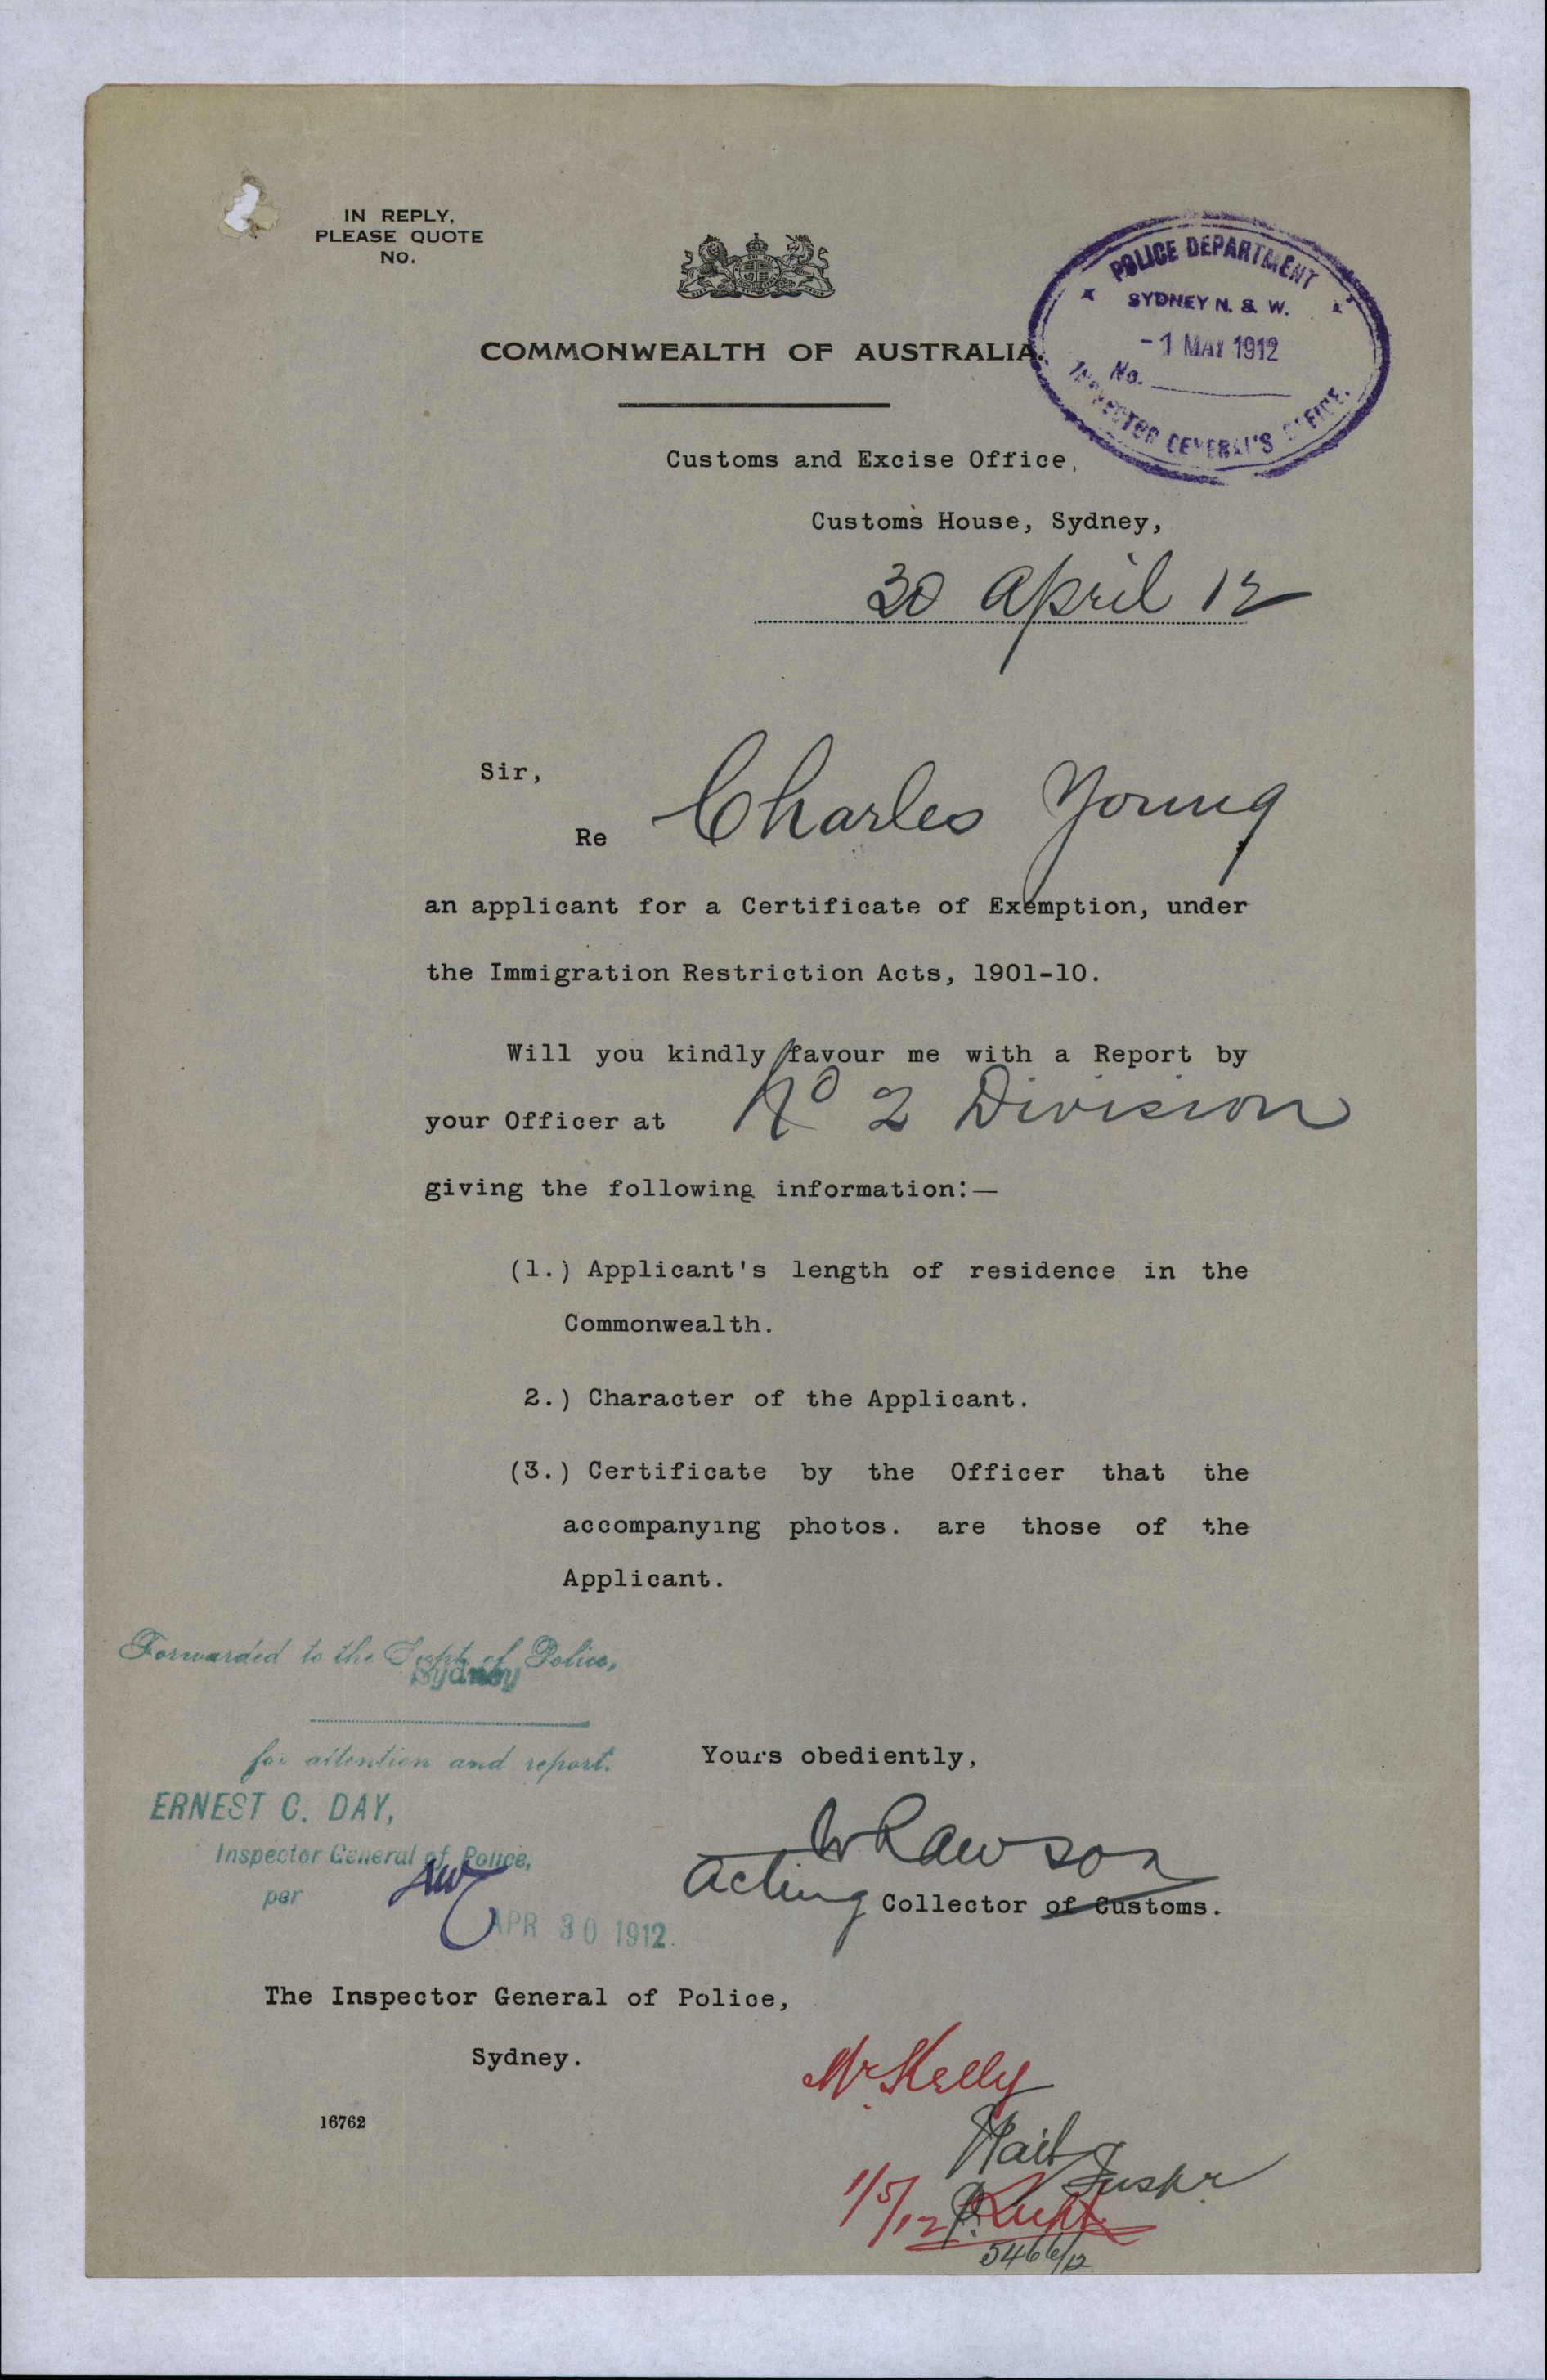 IN REPLY,
PLEASE QUOTE
NO.
POLICE DEPARTMENT
SYDNEY N. S. W.
-1 MAY 1912
No.
INSPECTOR GENERAL'S OFFICE.
COMMONWEALTH OF AUSTRALIA.
Customs and Excise Office,
Customs House, Sydney,
30 April 12
Sir,
Re Charles Young
an applicant for a Certificate of Exemption, under
the Immigration Restriction Acts, 1901-10.
Will you kindly favour me with a Report by
your Officer at No 2 Division
giving the following information:—
(1.) Applicant's length of residence in the
Commonwealth.
2.) Character of the Applicant.
(3.) Certificate by the Officer that the
accompanying photos. are those of the
Applicant.
Forwarded to the Supt of Police,
Sydney
for attention and report.
ERNEST C. DAY,
Inspector General of Police,
per
APR 30 1912.
Yours obediently,
W Rawson
Acting Collector of Customs.
The Inspector General of Police,
Sydney.
16762
Mr Kelly
1/5/12 Supt.
5466/12